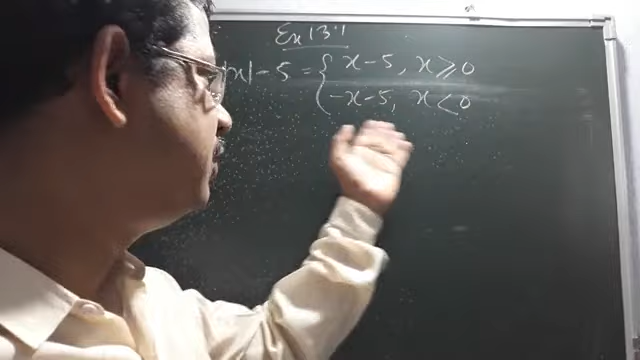 Ex 13.1
|x| - 5 = { x - 5, x ≥ 0
-x - 5, x < 0